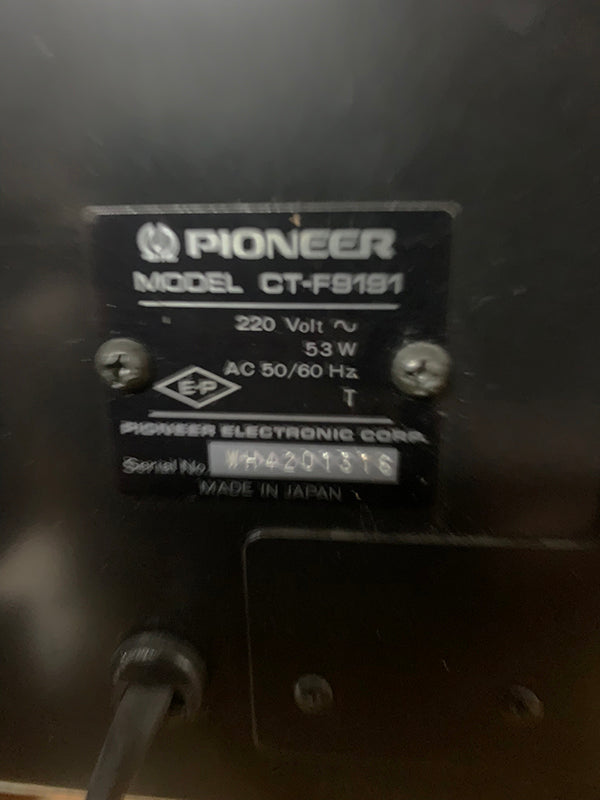 PIONEER
MODEL CT-F9191
220 Volt ~
53 W
AC 50/60 Hz
E-P
T
PIONEER ELECTRONIC CORP.
Serial No. WH4201316
MADE IN JAPAN